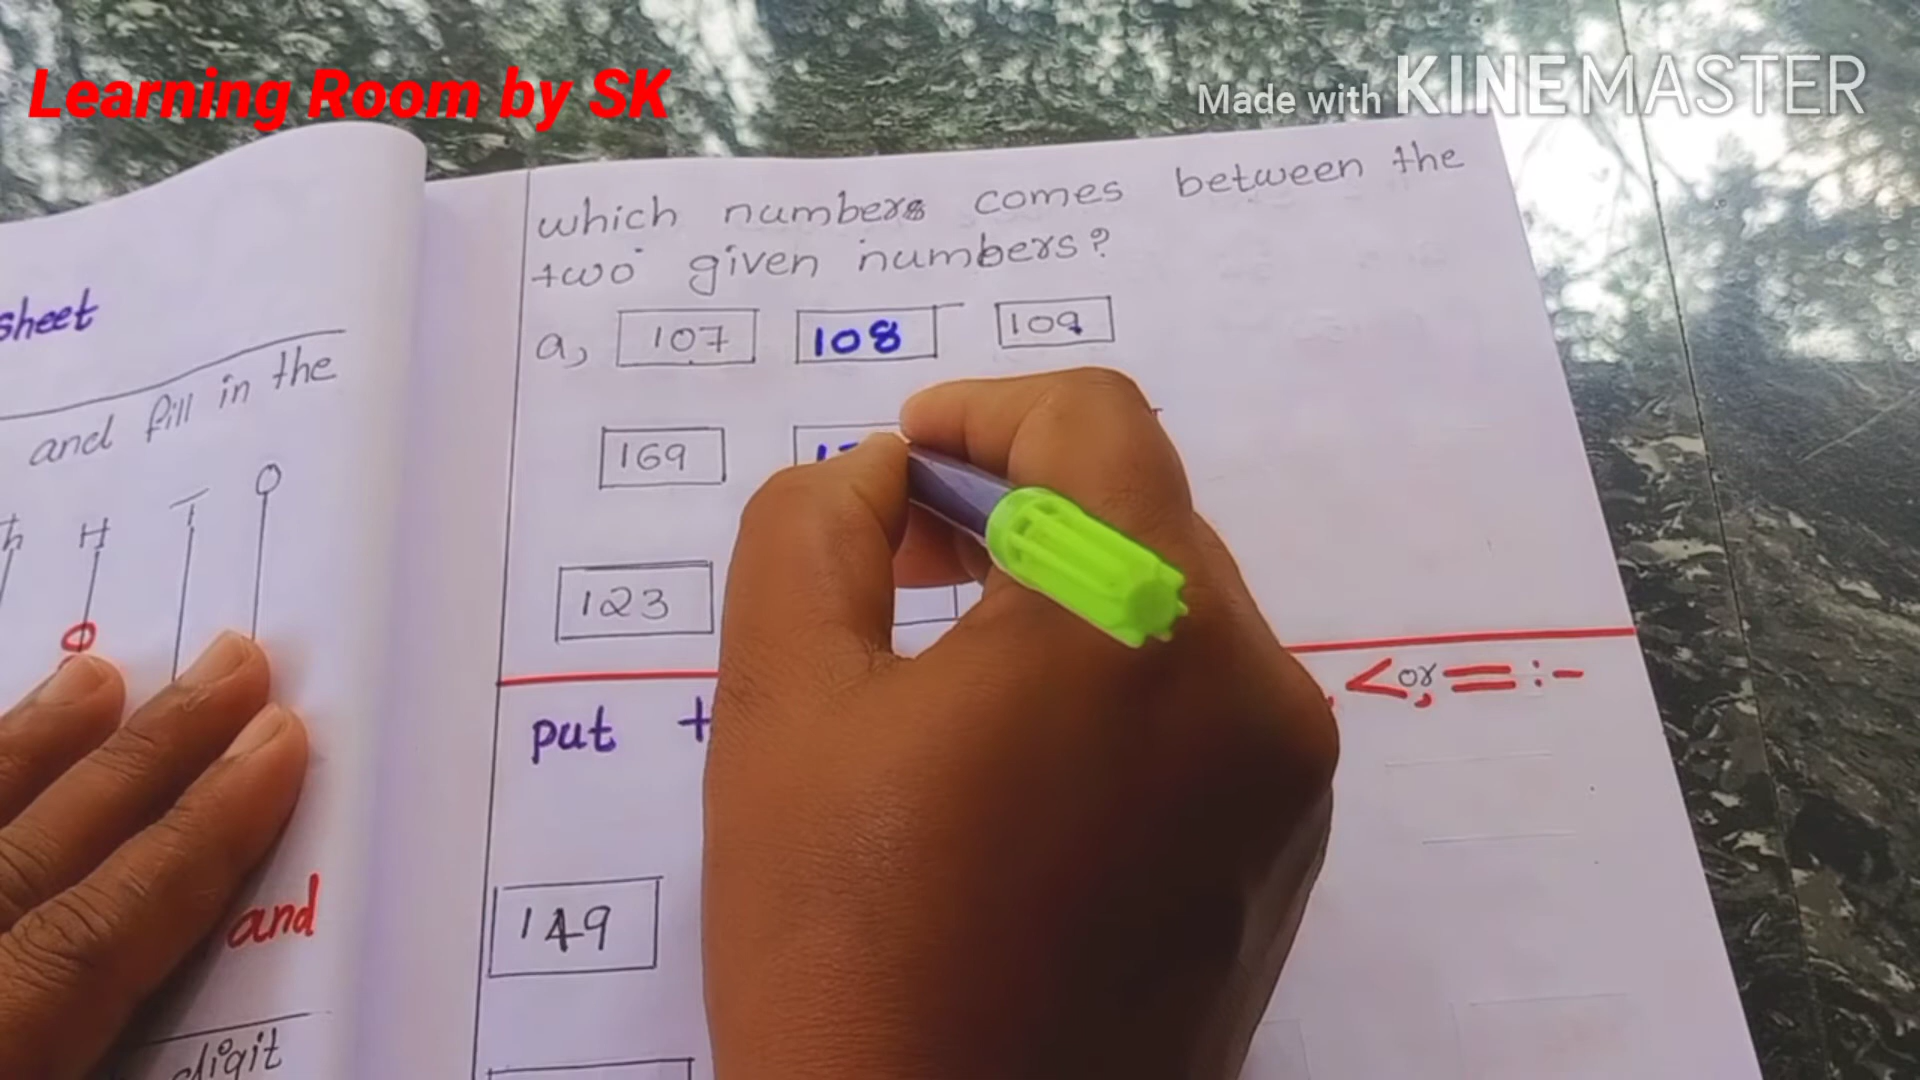 Learning Room by SK
Made with KINEMASTER
sheet
and fill in the
H T O
and
digit
which numbers comes between the
two given numbers?
a, 107 108 109
169
123
put
< or, = :-
149